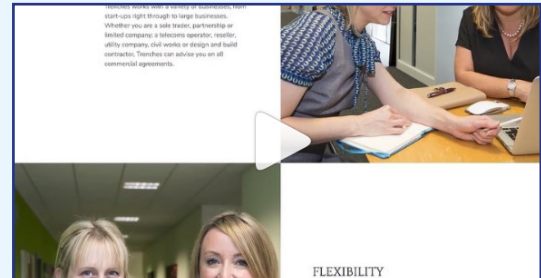 Trenches works with a variety of businesses, from
start-ups right through to large businesses.
Whether you are a sole trader, partnership or
limited company; a telecoms operator, reseller,
utility company, civil works or design and build
contractor, Trenches can advise you on all
commercial agreements.
FLEXIBILITY